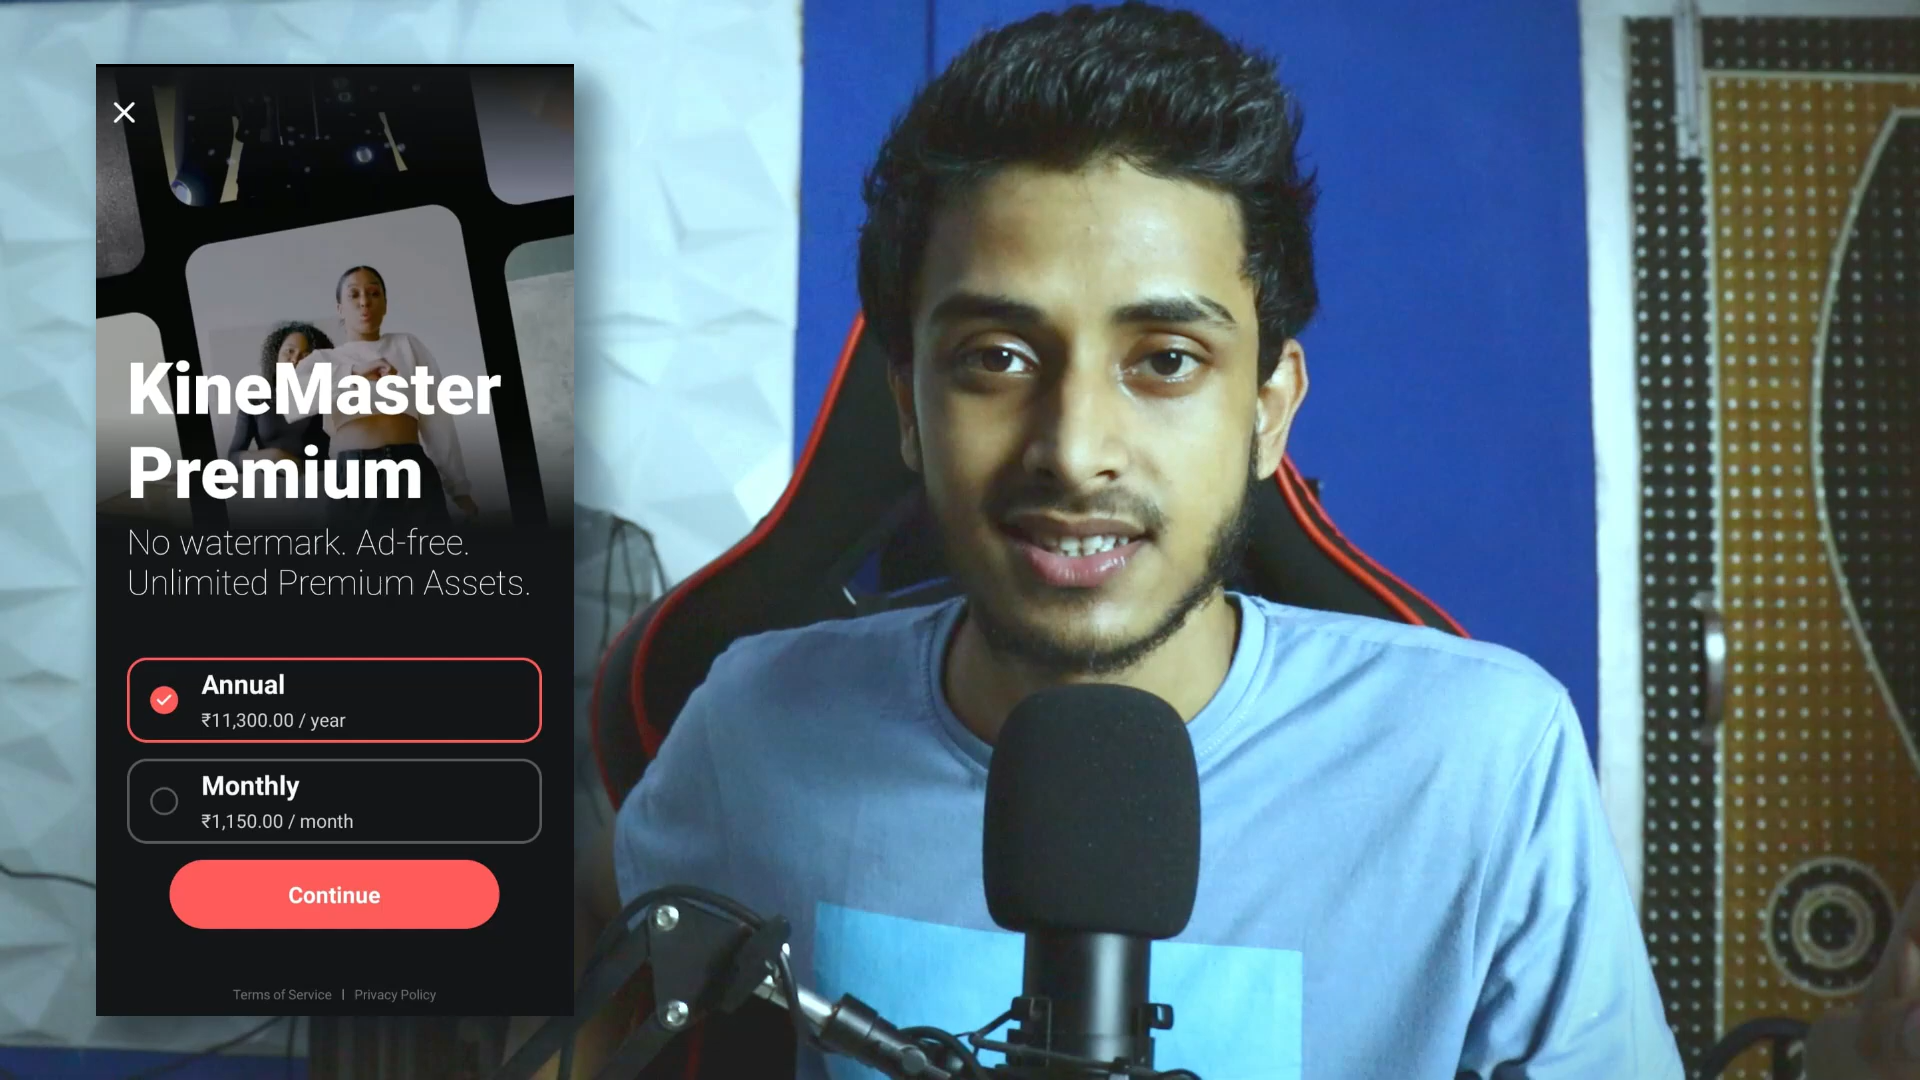 KineMaster
Premium
No watermark. Ad-free.
Unlimited Premium Assets.
Annual
₹11,300.00 / year
Monthly
₹1,150.00 / month
Continue
Terms of Service | Privacy Policy